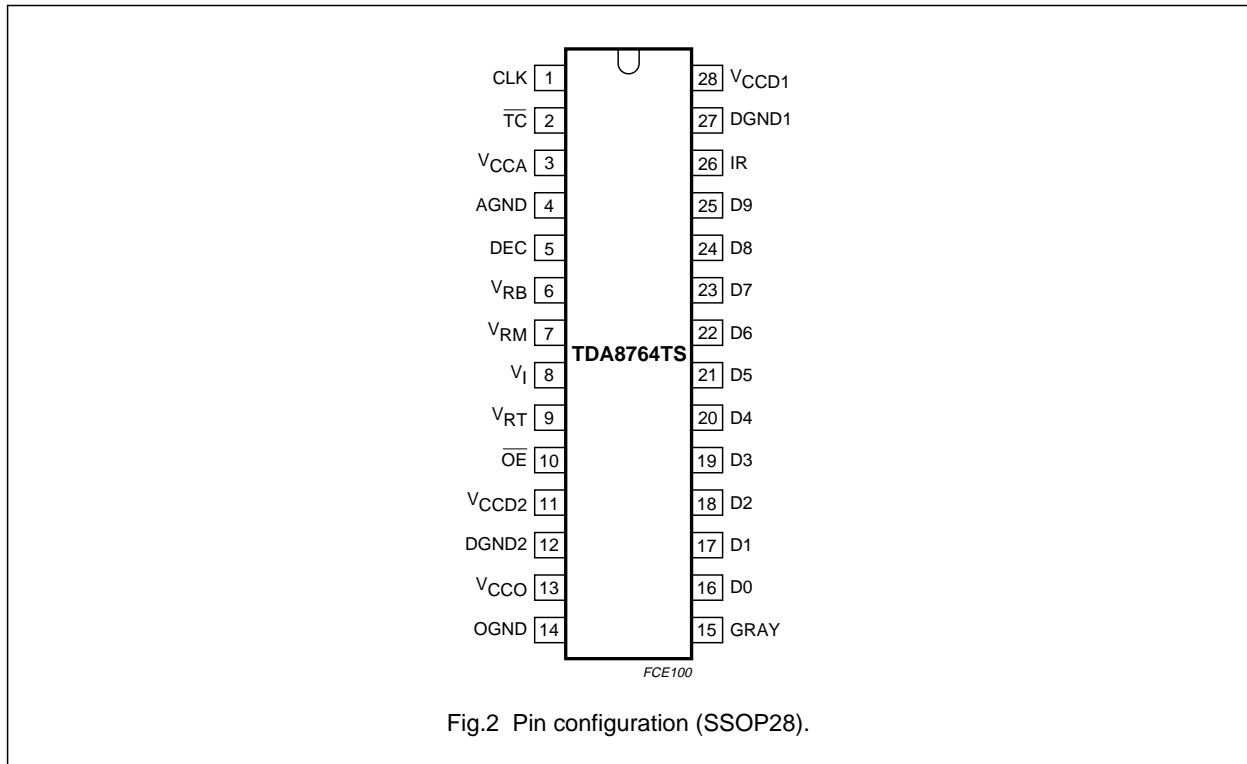 CLK 1 28 VCCD1
TC 2 27 DGND1
VCCA 3 26 IR
AGND 4 25 D9
DEC 5 24 D8
VRB 6 23 D7
VRM 7 22 D6
TDA8764TS
VI 8 21 D5
VRT 9 20 D4
OE 10 19 D3
VCCD2 11 18 D2
DGND2 12 17 D1
VCCO 13 16 D0
OGND 14 15 GRAY
FCE100
Fig.2 Pin configuration (SSOP28).